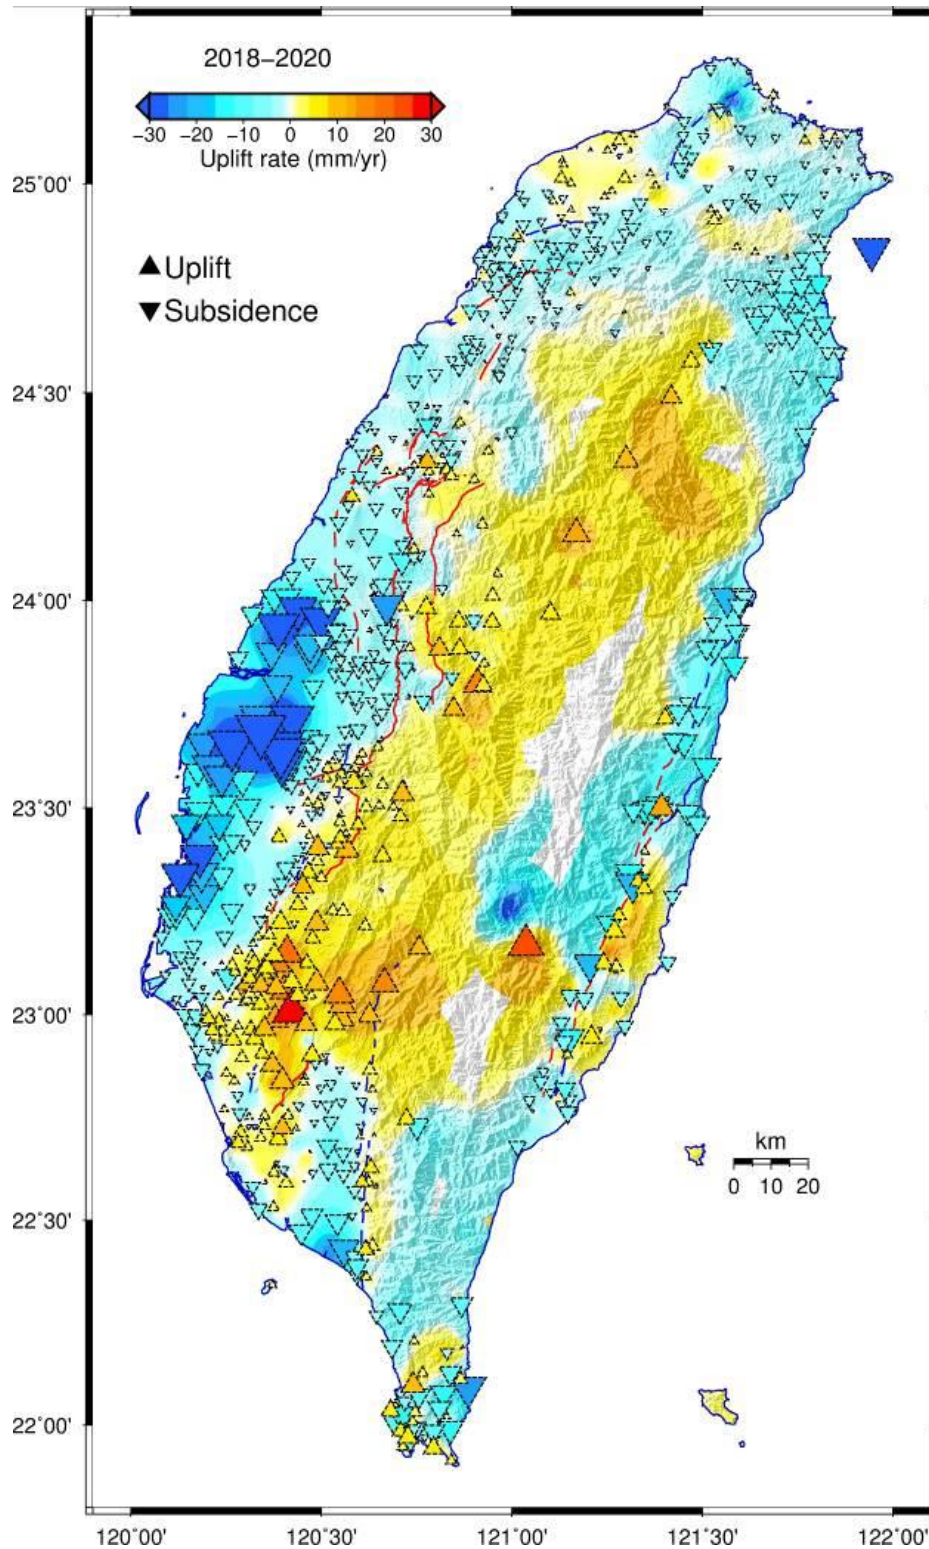 2018−2020
−30 −20 −10 0 10 20 30
Uplift rate (mm/yr)
Uplift
Subsidence
25˚00'
24˚30'
24˚00'
23˚30'
23˚00'
22˚30'
22˚00'
km
0 10 20
120˚00' 120˚30' 121˚00' 121˚30' 122˚00'